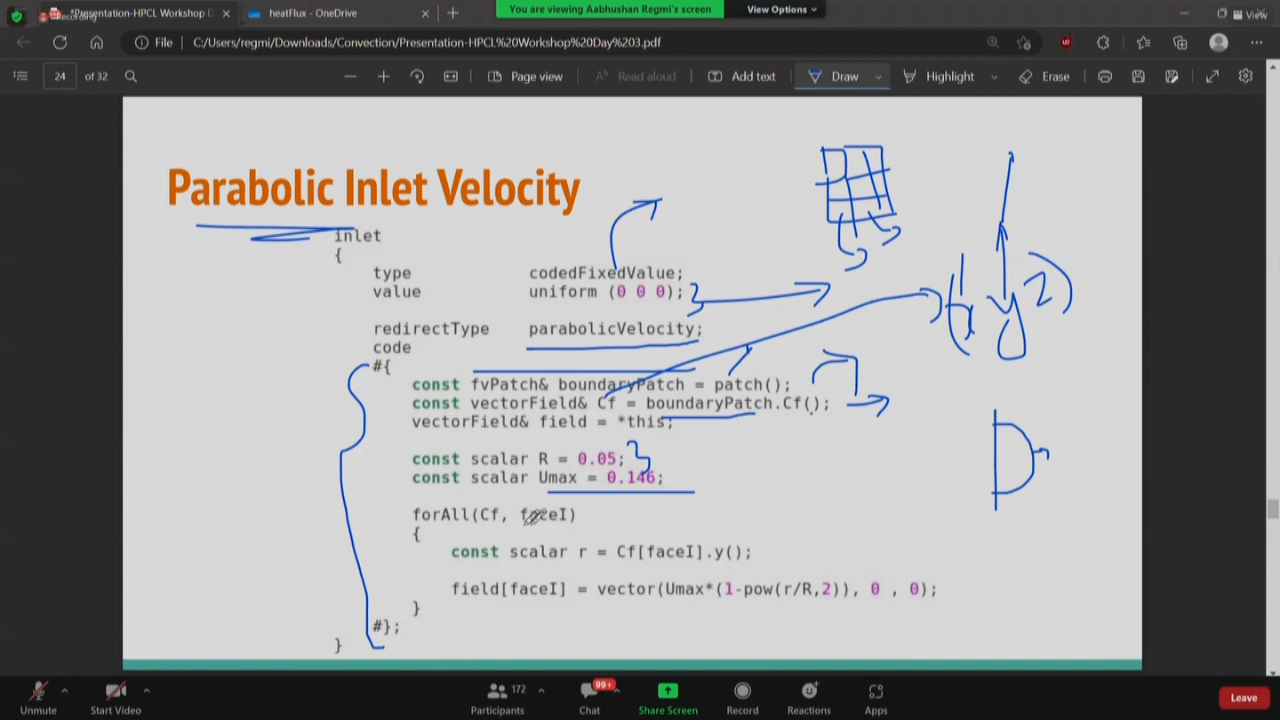 You are viewing Aabhushan Regmi's screen
View Options
*Presentation-HPCL Workshop D
heatFlux - OneDrive
View
File
C:/Users/regmi/Downloads/Convection/Presentation-HPCL%20Workshop%20Day%203.pdf
24 of 32
Page view
Read aloud
Add text
Draw
Highlight
Erase
Parabolic Inlet Velocity
inlet
{
type codedFixedValue;
value uniform (0 0 0);
redirectType parabolicVelocity;
code
#{
const fvPatch& boundaryPatch = patch();
const vectorField& Cf = boundaryPatch.Cf();
vectorField& field = *this;
const scalar R = 0.05;
const scalar Umax = 0.146;
forAll(Cf, faceI)
{
const scalar r = Cf[faceI].y();
field[faceI] = vector(Umax*(1-pow(r/R,2)), 0 , 0);
}
#};
}
(x y z)
Unmute
Start Video
172
Participants
99+
Chat
Share Screen
Record
Reactions
Apps
Leave